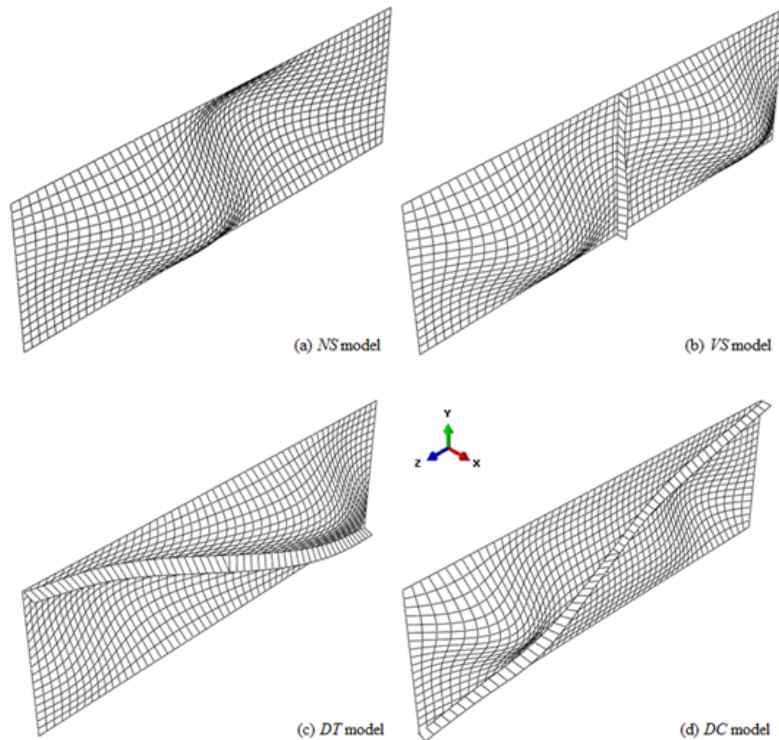 (a) NS model
(b) VS model
Y
Z
X
(c) DT model
(d) DC model